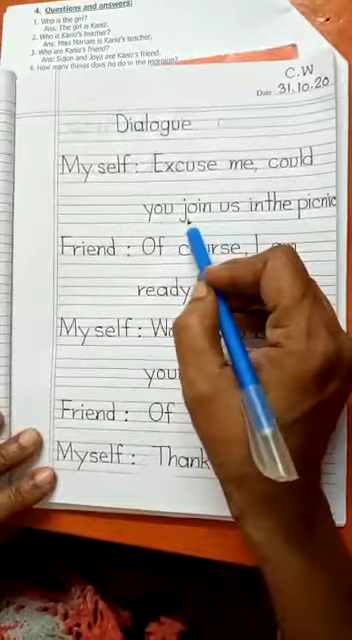 4. Questions and answers:
1. Who is the girl?
Ans: The girl is Kaniz.
2. Who is Kaniz's teacher?
Ans: Miss Mariam is Kaniz's teacher.
3. Who are Kaniz's friend?
Ans: Sujon and Joya are Kaniz's friend.
4. How many things does he do in the morning?
C.W
Date 31.10.20
Dialogue
Myself: Excuse me, could
you join us in the picnic
Friend: Of course, I am
ready
Myself:
you
Friend: Of
Myself: Thank